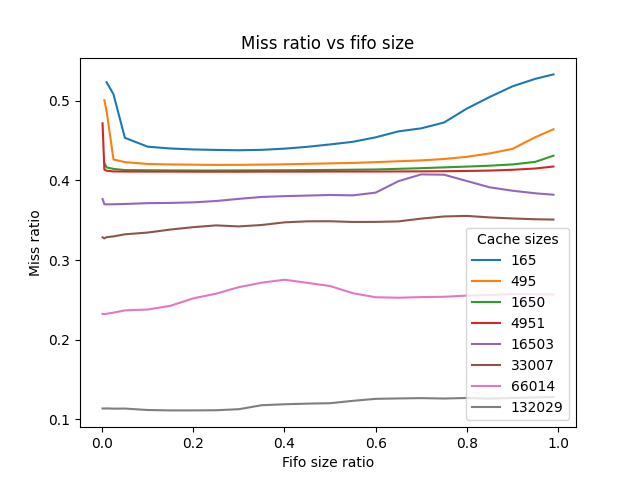 Miss ratio vs fifo size
Miss ratio
0.5
0.4
0.3
0.2
0.1
0.0 0.2 0.4 0.6 0.8 1.0
Fifo size ratio
Cache sizes
165
495
1650
4951
16503
33007
66014
132029